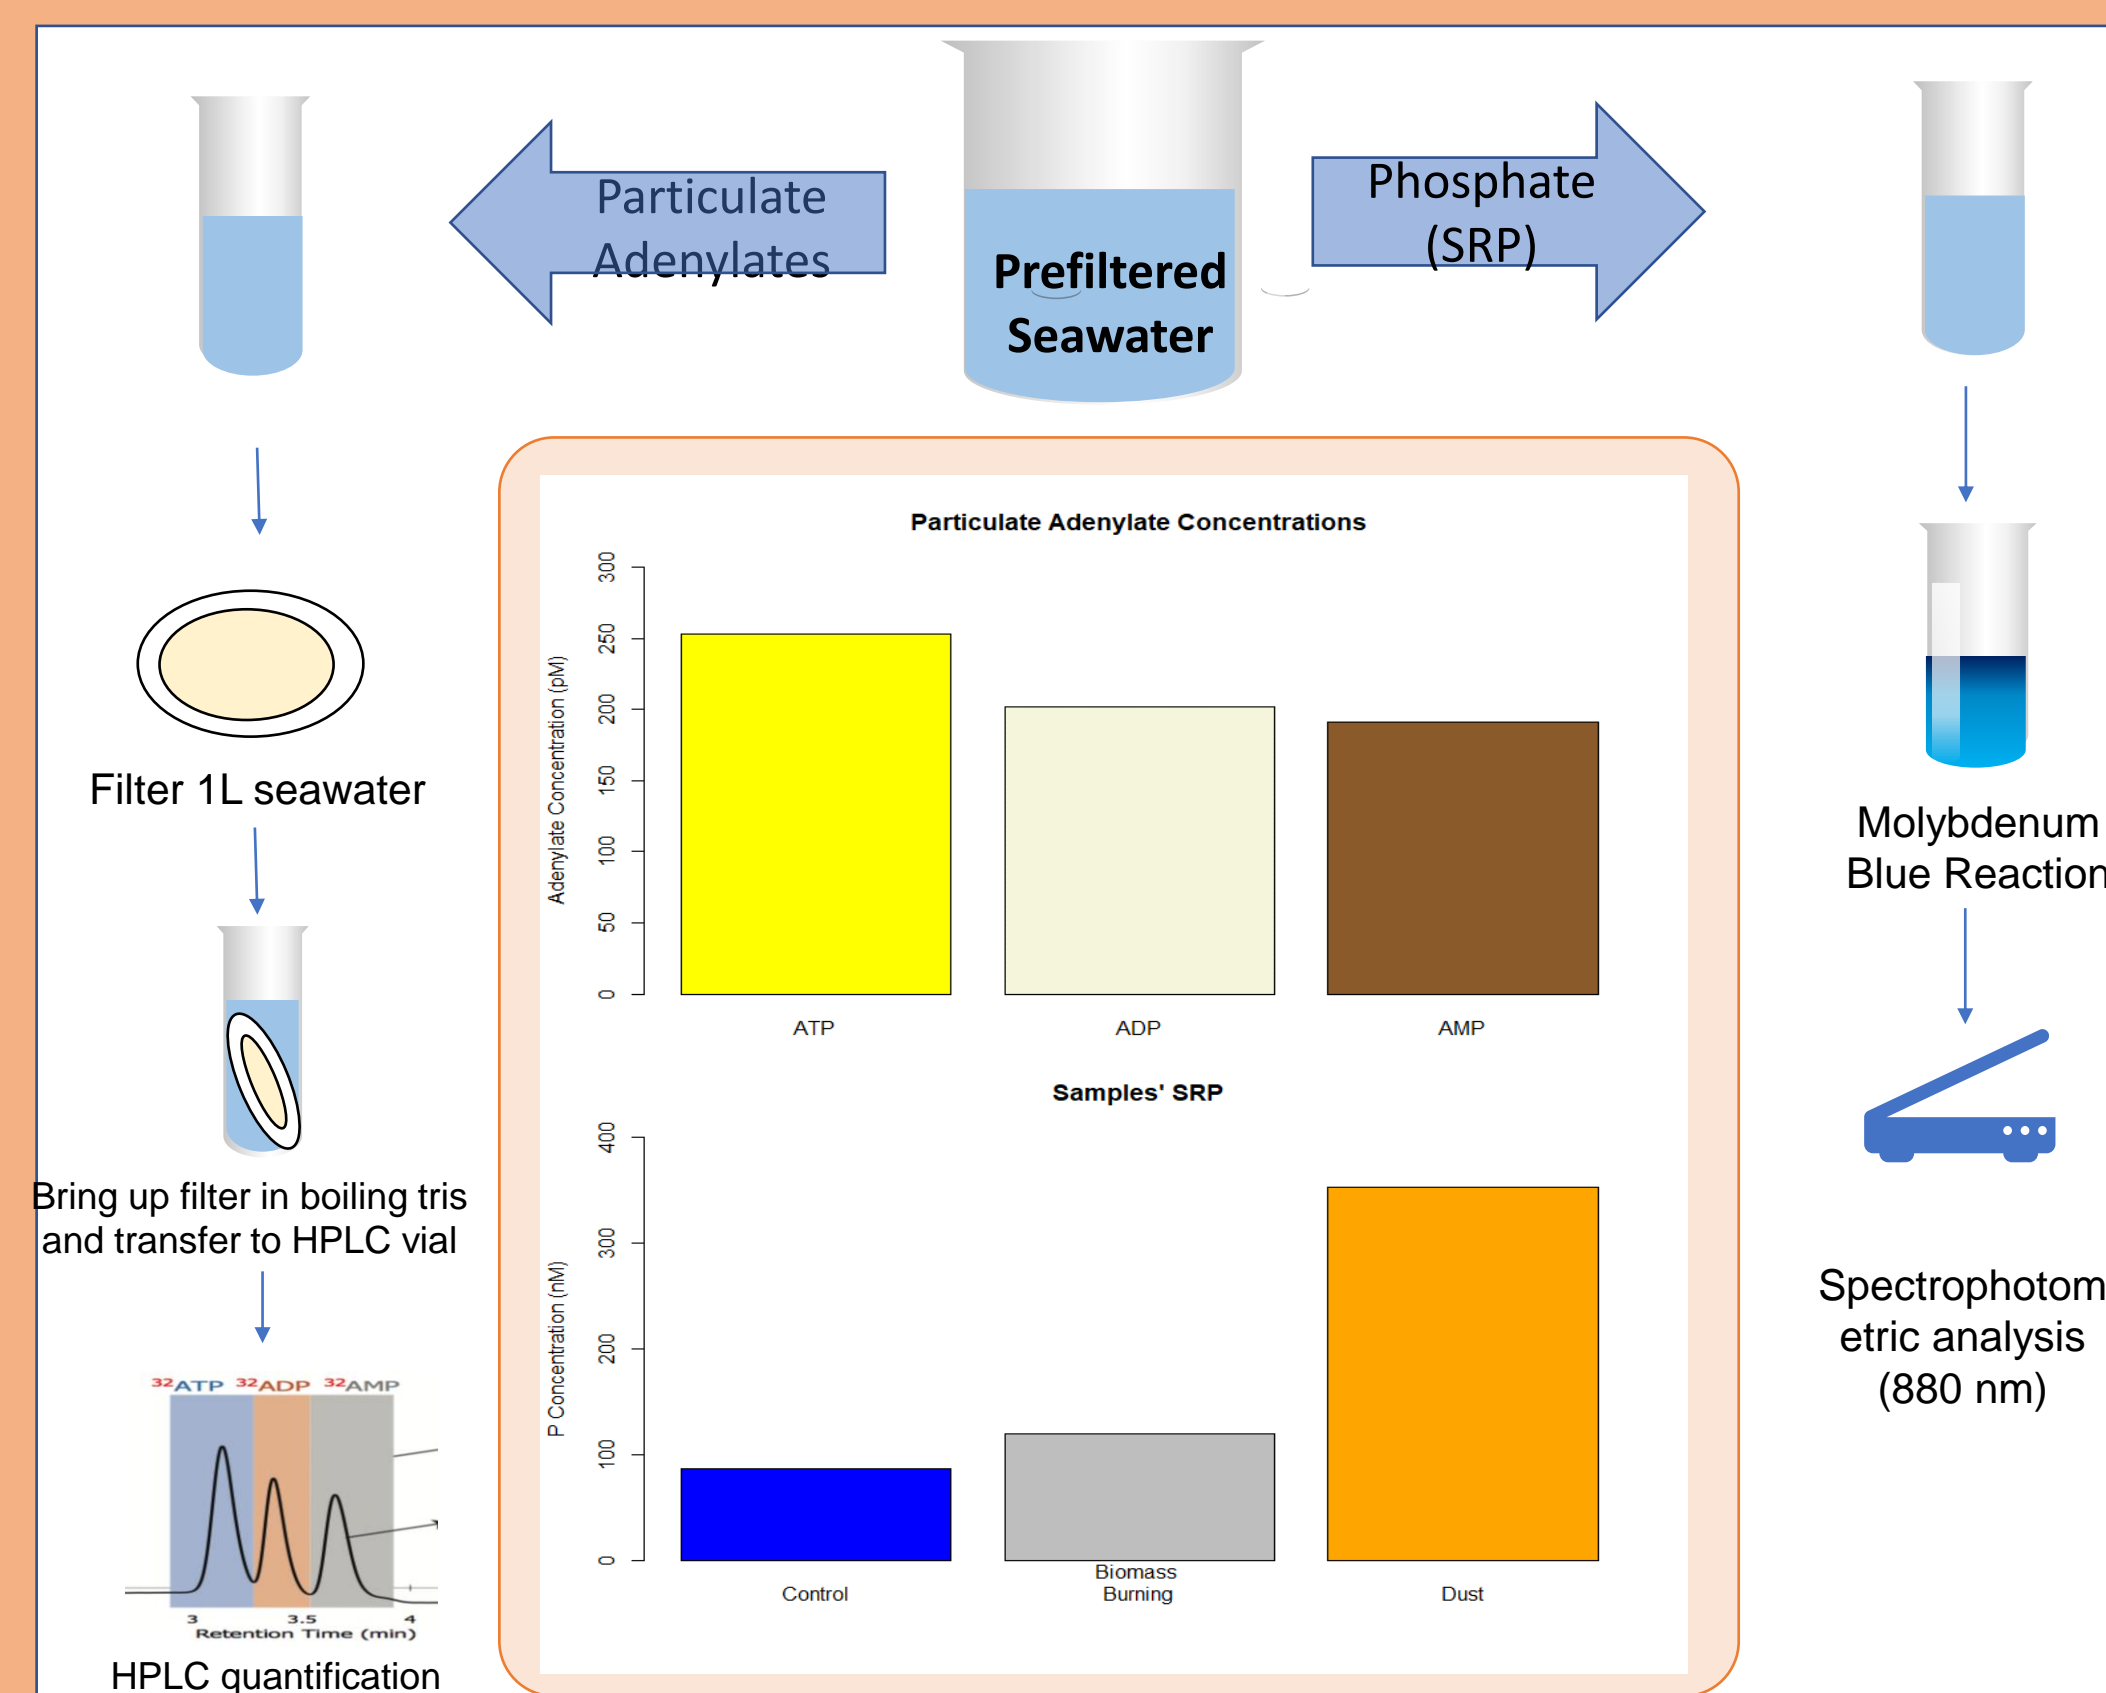 Particulate
Adenylates
Prefiltered
Seawater
Phosphate
(SRP)
Filter 1L seawater
Bring up filter in boiling tris
and transfer to HPLC vial
32ATP 32ADP 32AMP
3 3.5 4
Retention Time (min)
HPLC quantification
Particulate Adenylate Concentrations
Adenylate Concentration (pM)
300
250
200
150
100
50
0
ATP ADP AMP
Samples' SRP
P Concentration (nM)
400
300
200
100
0
Control
Biomass
Burning
Dust
Molybdenum
Blue Reaction
Spectrophotom
etric analysis
(880 nm)